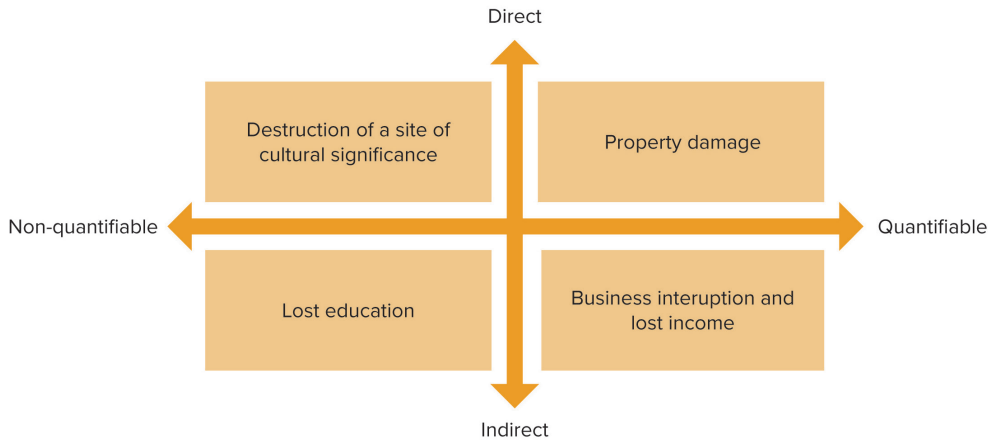 Direct
Destruction of a site of
cultural significance
Property damage
Non-quantifiable
Quantifiable
Lost education
Business interuption and
lost income
Indirect